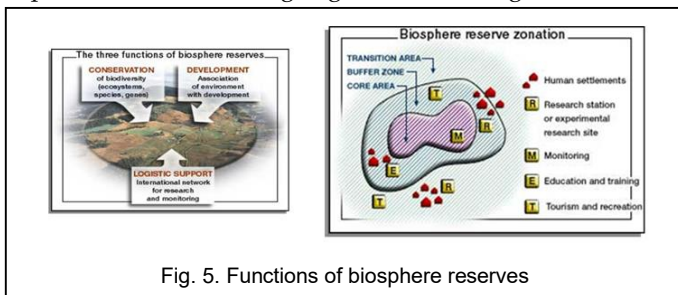 The three functions of biosphere reserves
CONSERVATION
of biodiversity
(ecosystems,
species, genes)
DEVELOPMENT
Association
of environment
with development
LOGISTIC SUPPORT
International network
for research
and monitoring
Biosphere reserve zonation
TRANSITION AREA
BUFFER ZONE
CORE AREA
T
R
M
E
R
T
Human settlements
R Research station
or experimental
research site
M Monitoring
E Education and training
T Tourism and recreation
Fig. 5. Functions of biosphere reserves